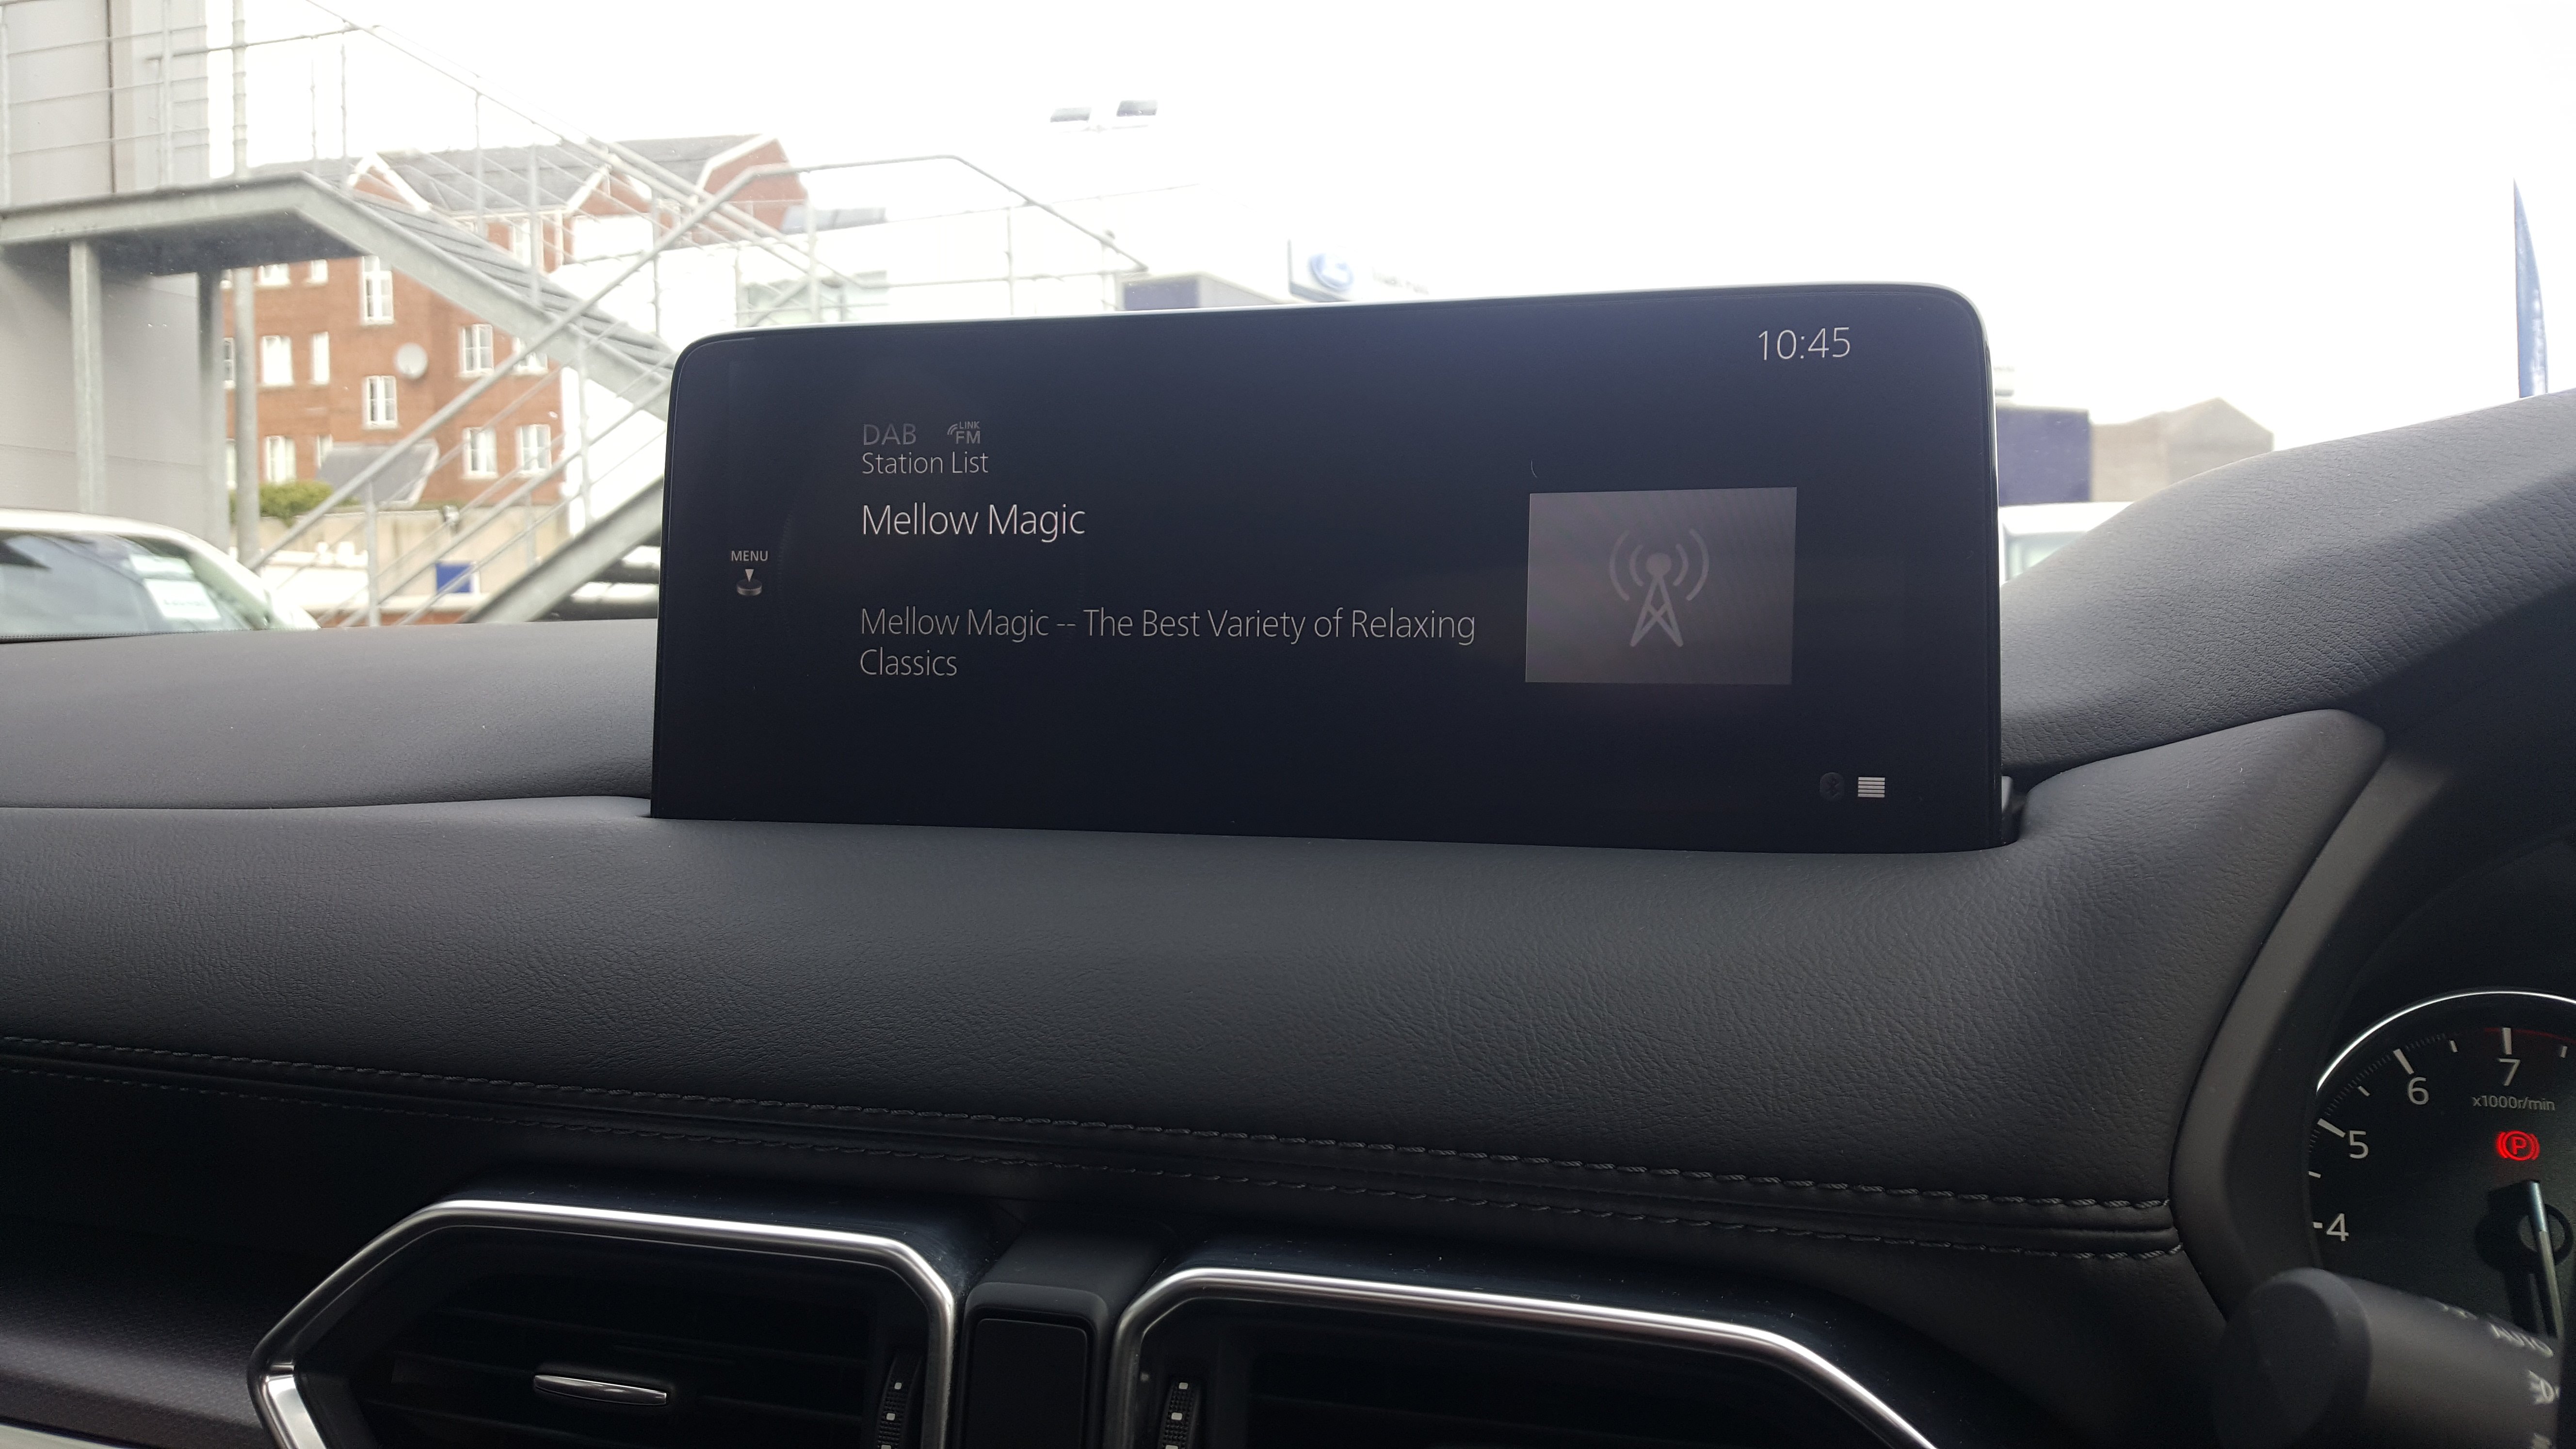 10:45
DAB LINK FM
Station List
Mellow Magic
MENU
Mellow Magic -- The Best Variety of Relaxing
Classics
7
6
x1000r/min
5
P
4
AUTO